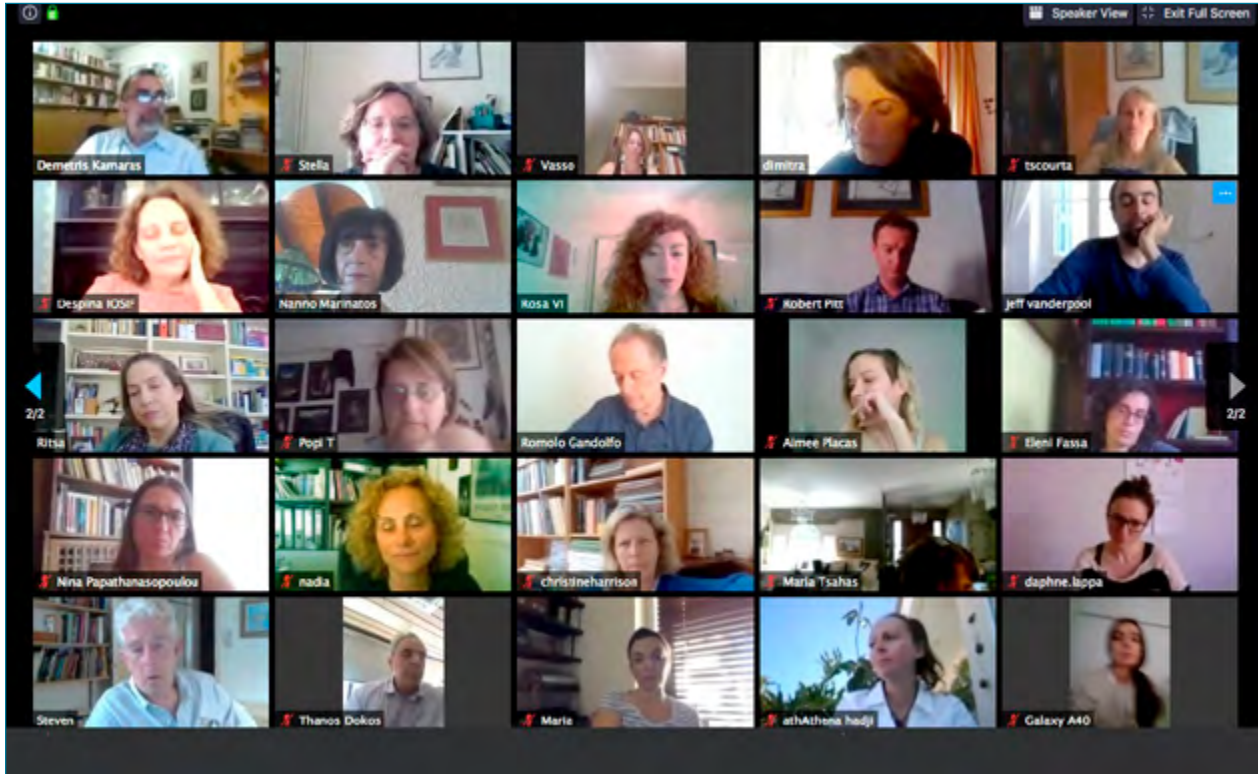 Speaker View
Exit Full Screen
Demetris Kamaras
Stella
Vasso
dimitra
tscourta
Despina IOSIF
Nanno Marinatos
Rosa VI
Robert Pitt
jeff vanderpool
2/2
2/2
Ritsa
Popi T
Romolo Gandolfo
Aimee Placas
Eleni Fassa
Nina Papathanasopoulou
nadia
christineharrison
Maria Tsahas
daphne.lappa
Steven
Thanos Dokos
Maria
athAthena hadji
Galaxy A40